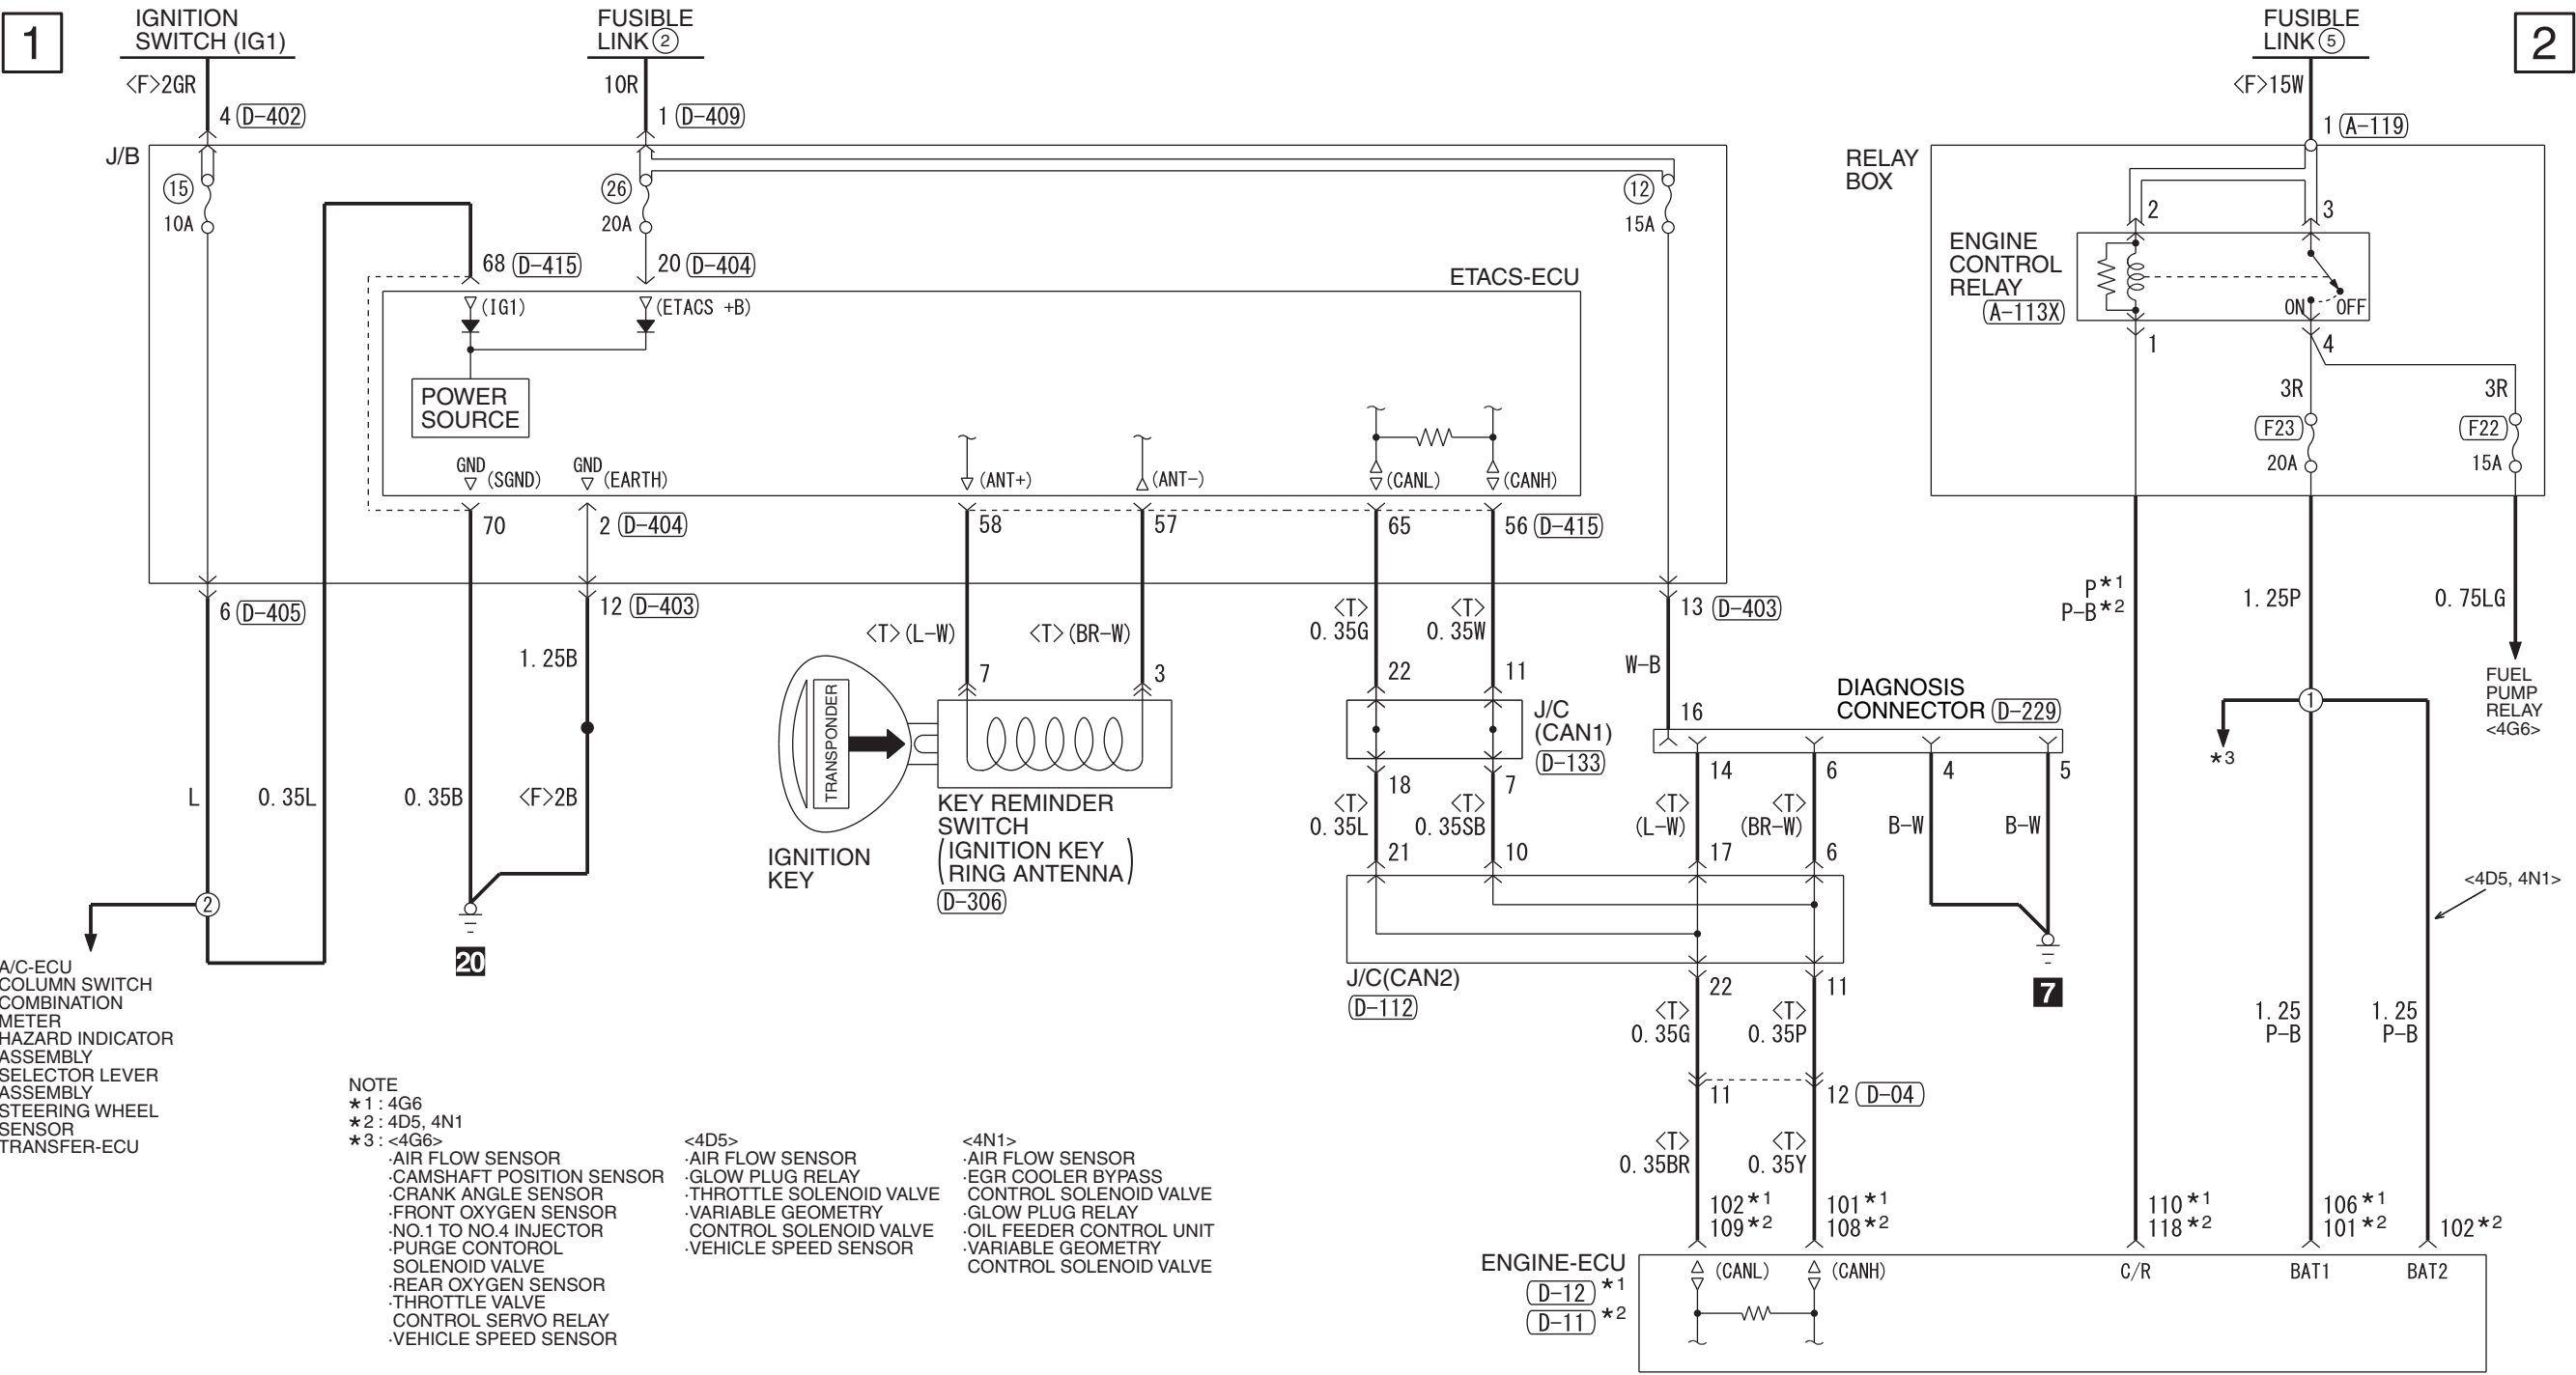 1
IGNITION
SWITCH (IG1)
<F>2GR
4 (D-402)
FUSIBLE
LINK ②
10R
1 (D-409)
FUSIBLE
LINK ⑤
<F>15W
1 (A-119)
2
J/B
15
10A
26
20A
12
15A
RELAY
BOX
2
3
ENGINE
CONTROL
RELAY
(A-113X)
ON
OFF
1
4
68 (D-415)
20 (D-404)
ETACS-ECU
(IG1)
(ETACS +B)
POWER
SOURCE
3R
3R
F23
F22
20A
15A
GND
(SGND)
GND
(EARTH)
(ANT+)
(ANT-)
(CANL)
(CANH)
70
2 (D-404)
58
57
65
56 (D-415)
6 (D-405)
12 (D-403)
13 (D-403)
<T>(L-W)
<T>(BR-W)
<T>
0.35G
<T>
0.35W
P*1
P-B*2
1.25P
0.75LG
1.25B
7
3
22
11
W-B
FUEL
PUMP
RELAY
<4G6>
TRANSPONDER
J/C
(CAN1)
(D-133)
16
DIAGNOSIS
CONNECTOR (D-229)
1
*3
L
0.35L
0.35B
<F>2B
18
7
14
6
4
5
KEY REMINDER
SWITCH
(IGNITION KEY
RING ANTENNA)
(D-306)
IGNITION
KEY
<T>
0.35L
<T>
0.35SB
<T>
(L-W)
<T>
(BR-W)
B-W
B-W
21
10
17
6
2
20
<4D5, 4N1>
J/C(CAN2)
(D-112)
22
11
7
A/C-ECU
COLUMN SWITCH
COMBINATION
METER
HAZARD INDICATOR
ASSEMBLY
SELECTOR LEVER
ASSEMBLY
STEERING WHEEL
SENSOR
TRANSFER-ECU
<T>
0.35G
<T>
0.35P
1.25
P-B
1.25
P-B
11
12 (D-04)
<T>
0.35BR
<T>
0.35Y
NOTE
*1 : 4G6
*2 : 4D5, 4N1
*3 : <4G6>
·AIR FLOW SENSOR
·CAMSHAFT POSITION SENSOR
·CRANK ANGLE SENSOR
·FRONT OXYGEN SENSOR
·NO.1 TO NO.4 INJECTOR
·PURGE CONTOROL
SOLENOID VALVE
·REAR OXYGEN SENSOR
·THROTTLE VALVE
CONTROL SERVO RELAY
·VEHICLE SPEED SENSOR
<4D5>
·AIR FLOW SENSOR
·GLOW PLUG RELAY
·THROTTLE SOLENOID VALVE
·VARIABLE GEOMETRY
CONTROL SOLENOID VALVE
·VEHICLE SPEED SENSOR
<4N1>
·AIR FLOW SENSOR
·EGR COOLER BYPASS
CONTROL SOLENOID VALVE
·GLOW PLUG RELAY
·OIL FEEDER CONTROL UNIT
·VARIABLE GEOMETRY
CONTROL SOLENOID VALVE
102*1
109*2
101*1
108*2
110*1
118*2
106*1
101*2
102*2
ENGINE-ECU
(D-12) *1
(D-11) *2
(CANL)
(CANH)
C/R
BAT1
BAT2